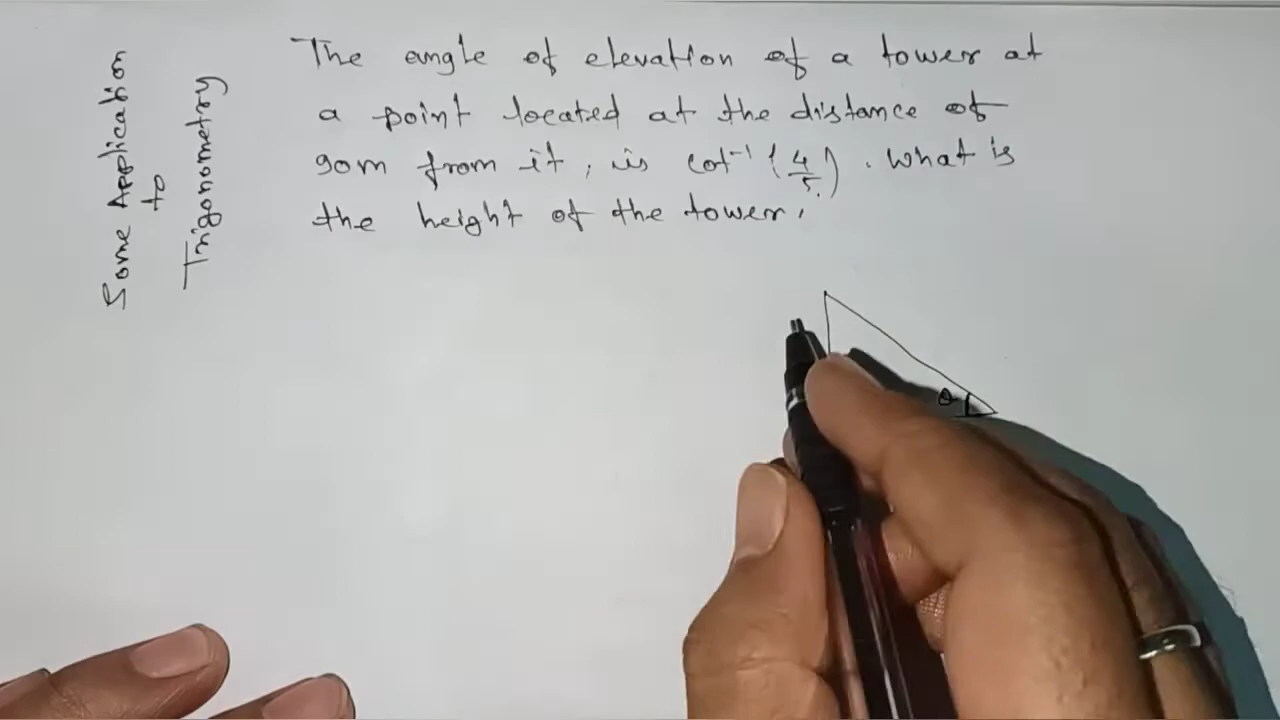 Some Application
to
Trigonometry
The angle of elevation of a tower at
a point located at the distance of
90m from it, is cot⁻¹(4/5). What is
the height of the tower.
θ